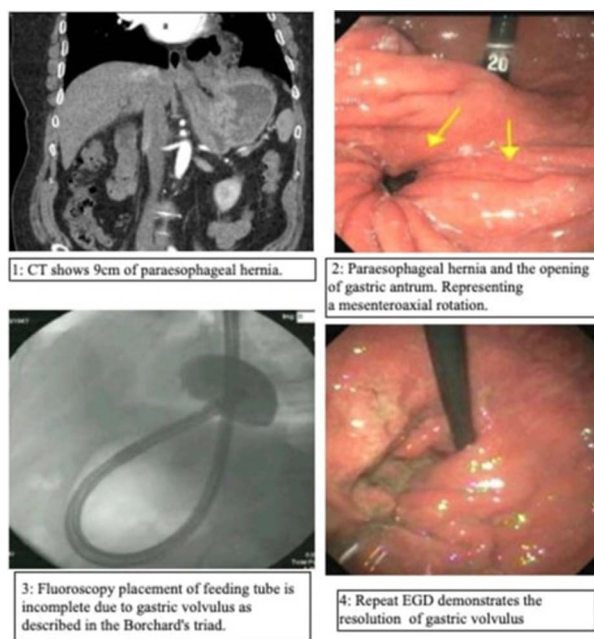 1: CT shows 9cm of paraesophageal hernia.
20
2: Paraesophageal hernia and the opening
of gastric antrum. Representing
a mesenteroaxial rotation.
3: Fluoroscopy placement of feeding tube is
incomplete due to gastric volvulus as
described in the Borchard's triad.
4: Repeat EGD demonstrates the
resolution of gastric volvulus